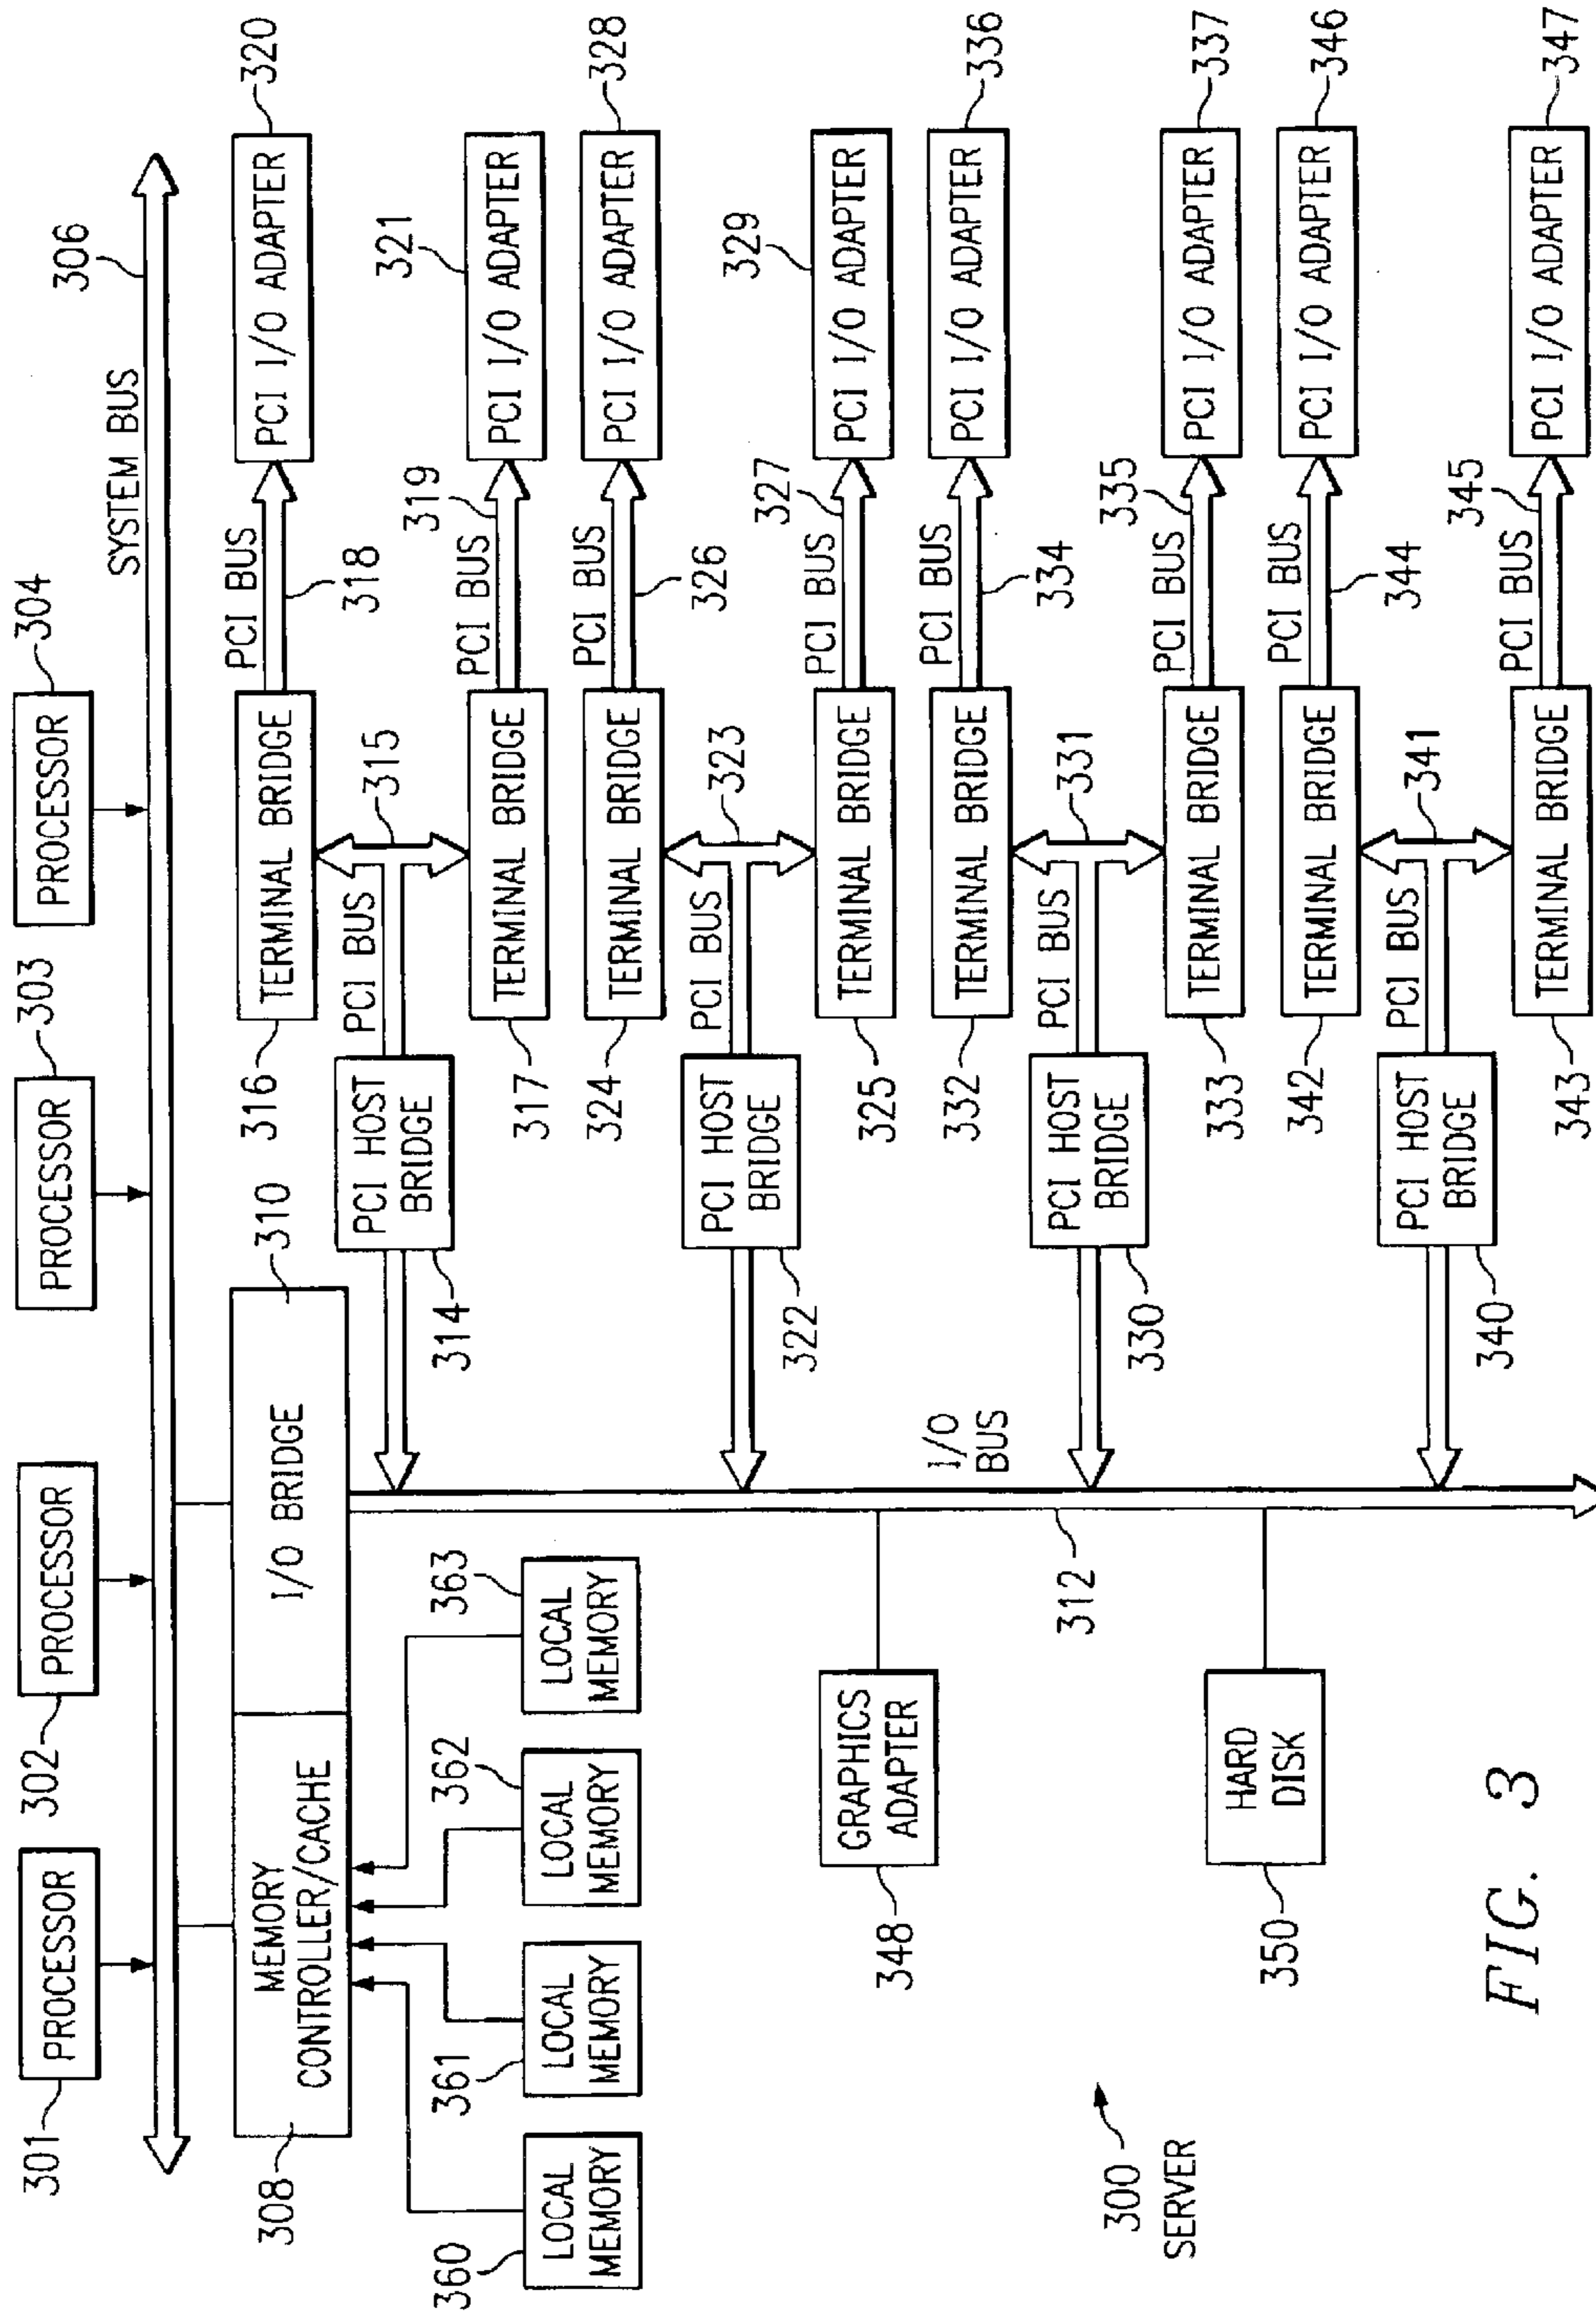 301
PROCESSOR
302
PROCESSOR
303
PROCESSOR
304
PROCESSOR
SYSTEM BUS
306
308
MEMORY
CONTROLLER/CACHE
I/O BRIDGE
310
360
LOCAL
MEMORY
361
LOCAL
MEMORY
362
LOCAL
MEMORY
363
LOCAL
MEMORY
314
PCI HOST
BRIDGE
PCI BUS
315
316
TERMINAL BRIDGE
PCI BUS
318
PCI I/O ADAPTER
320
317
TERMINAL BRIDGE
PCI BUS
319
PCI I/O ADAPTER
321
322
PCI HOST
BRIDGE
PCI BUS
323
324
TERMINAL BRIDGE
PCI BUS
326
PCI I/O ADAPTER
328
325
TERMINAL BRIDGE
PCI BUS
327
PCI I/O ADAPTER
329
I/O
BUS
312
348
GRAPHICS
ADAPTER
330
PCI HOST
BRIDGE
PCI BUS
331
332
TERMINAL BRIDGE
PCI BUS
334
PCI I/O ADAPTER
336
333
TERMINAL BRIDGE
PCI BUS
335
PCI I/O ADAPTER
337
350
HARD
DISK
340
PCI HOST
BRIDGE
PCI BUS
341
342
TERMINAL BRIDGE
PCI BUS
344
PCI I/O ADAPTER
346
343
TERMINAL BRIDGE
PCI BUS
345
PCI I/O ADAPTER
347
300
SERVER
FIG. 3